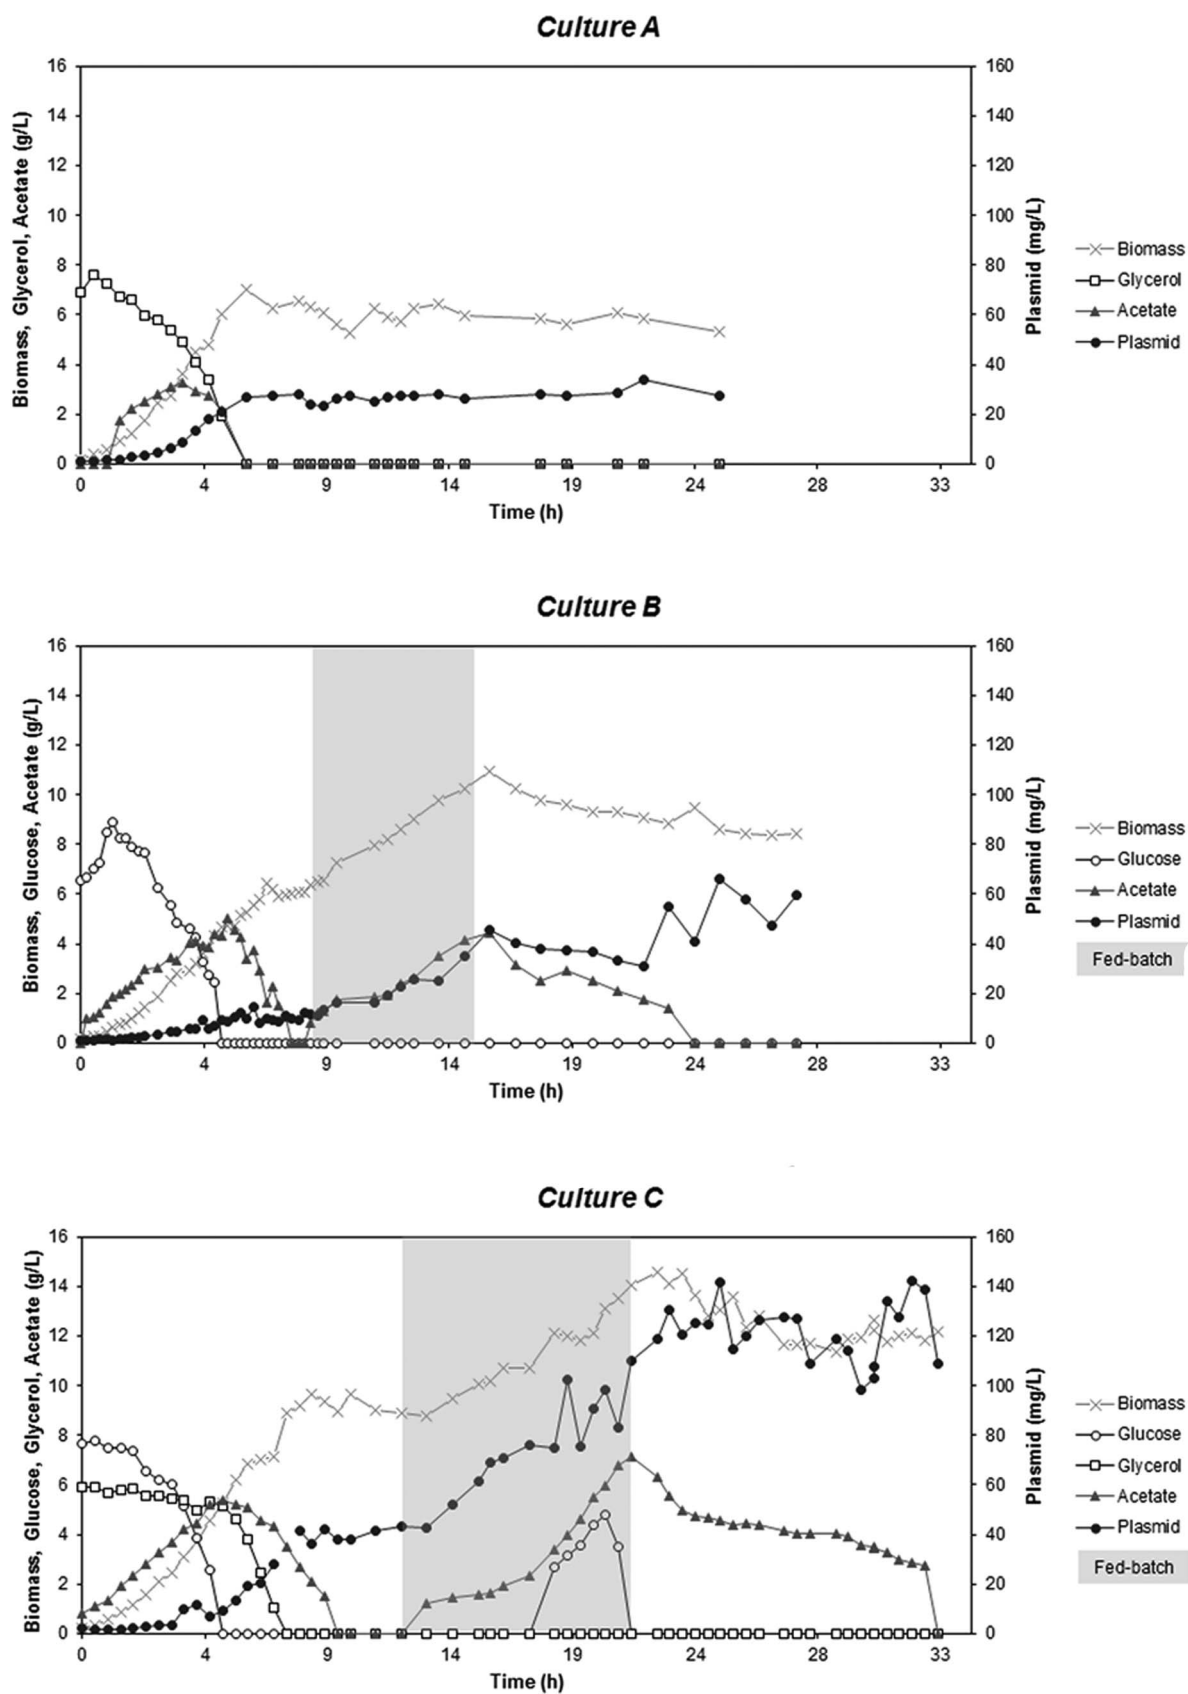 Culture A
Biomass, Glycerol, Acetate (g/L)
16
14
12
10
8
6
4
2
0
160
140
120
100
80
60
40
20
0
Plasmid (mg/L)
0 4 9 14 19 24 28 33
Time (h)
Biomass
Glycerol
Acetate
Plasmid
Culture B
Biomass, Glucose, Acetate (g/L)
16
14
12
10
8
6
4
2
0
160
140
120
100
80
60
40
20
0
Plasmid (mg/L)
0 4 9 14 19 24 28 33
Time (h)
Biomass
Glucose
Acetate
Plasmid
Fed-batch
Culture C
Biomass, Glucose, Glycerol, Acetate (g/L)
16
14
12
10
8
6
4
2
0
160
140
120
100
80
60
40
20
0
Plasmid (mg/L)
0 4 9 14 19 24 28 33
Time (h)
Biomass
Glucose
Glycerol
Acetate
Plasmid
Fed-batch